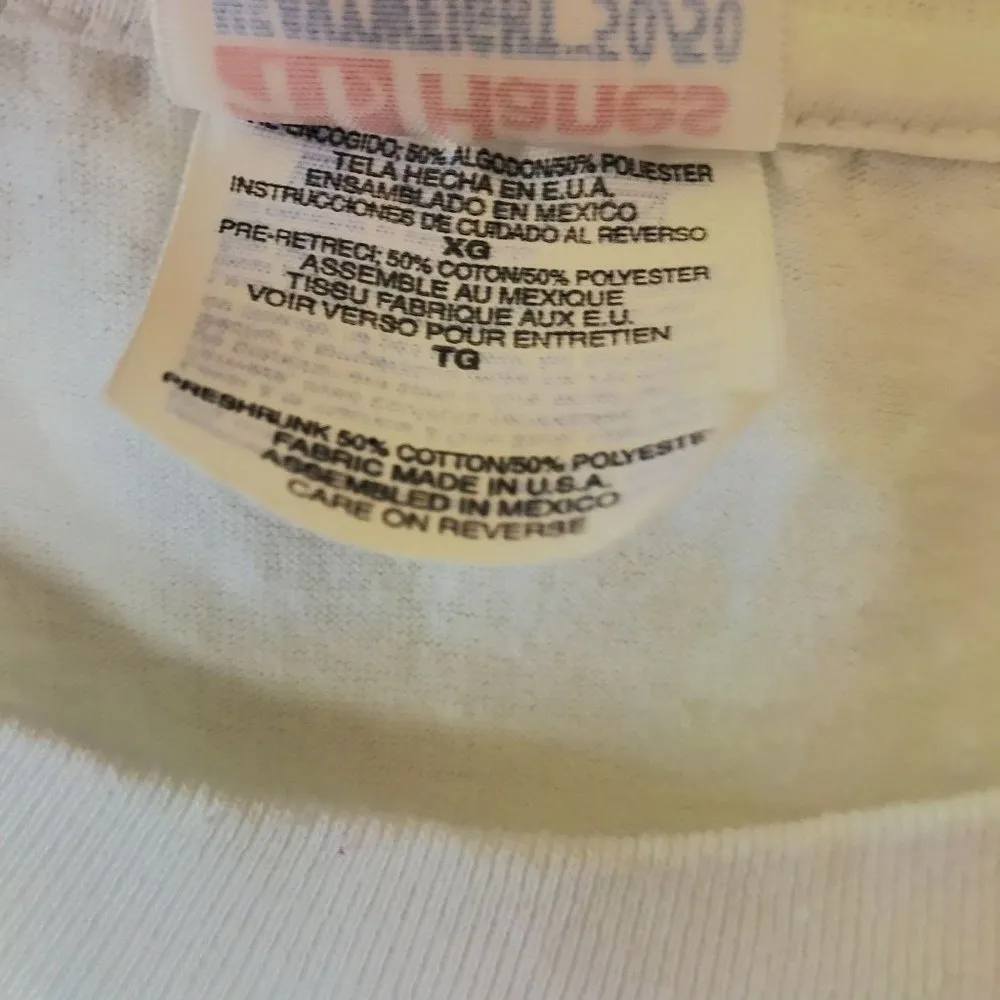 HEAVYWEIGHT 50/50
Hanes
ENCOGIDO; 50% ALGODON/50% POLIESTER
TELA HECHA EN E.U.A.
ENSAMBLADO EN MEXICO
INSTRUCCIONES DE CUIDADO AL REVERSO
XG
PRE-RETRECI; 50% COTON/50% POLYESTER
ASSEMBLE AU MEXIQUE
TISSU FABRIQUE AUX E.U.
VOIR VERSO POUR ENTRETIEN
TG
PRESHRUNK 50% COTTON/50% POLYESTE
FABRIC MADE IN U.S.A.
ASSEMBLED IN MEXICO
CARE ON REVERSE